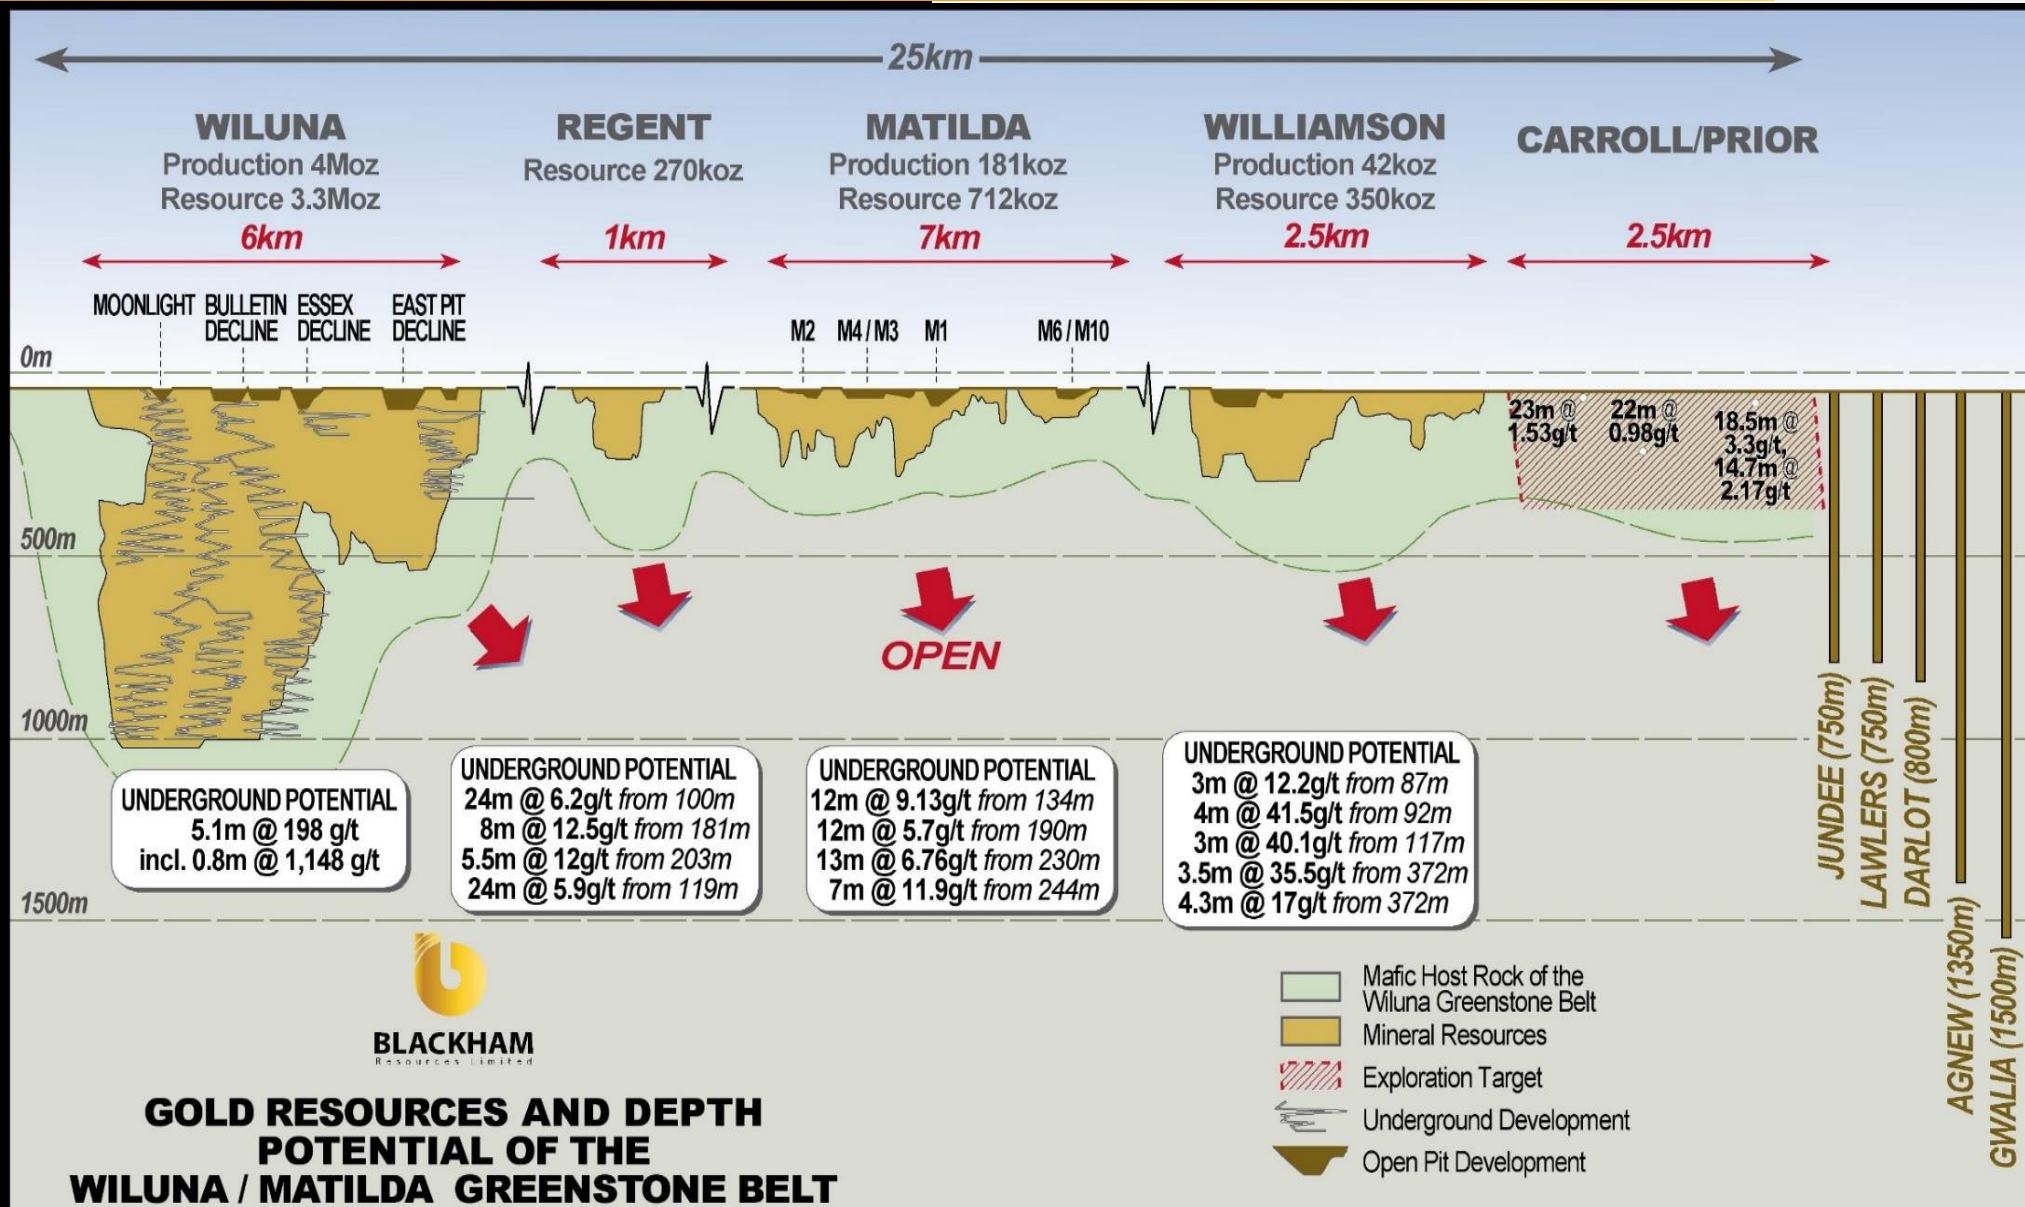 25km
WILUNA
Production 4Moz
Resource 3.3Moz
6km
REGENT
Resource 270koz
1km
MATILDA
Production 181koz
Resource 712koz
7km
WILLIAMSON
Production 42koz
Resource 350koz
2.5km
CARROLL/PRIOR
2.5km
MOONLIGHT
BULLETIN
DECLINE
ESSEX
DECLINE
EAST PIT
DECLINE
M2
M4 / M3
M1
M6 / M10
0m
23m @
1.53g/t
22m @
0.98g/t
18.5m @
3.3g/t,
14.7m @
2.17g/t
500m
OPEN
1000m
UNDERGROUND POTENTIAL
5.1m @ 198 g/t
incl. 0.8m @ 1,148 g/t
UNDERGROUND POTENTIAL
24m @ 6.2g/t from 100m
8m @ 12.5g/t from 181m
5.5m @ 12g/t from 203m
24m @ 5.9g/t from 119m
UNDERGROUND POTENTIAL
12m @ 9.13g/t from 134m
12m @ 5.7g/t from 190m
13m @ 6.76g/t from 230m
7m @ 11.9g/t from 244m
UNDERGROUND POTENTIAL
3m @ 12.2g/t from 87m
4m @ 41.5g/t from 92m
3m @ 40.1g/t from 117m
3.5m @ 35.5g/t from 372m
4.3m @ 17g/t from 372m
JUNDEE (750m)
LAWLERS (750m)
DARLOT (800m)
AGNEW (1350m)
GWALIA (1500m)
1500m
BLACKHAM
Resources Limited
GOLD RESOURCES AND DEPTH
POTENTIAL OF THE
WILUNA / MATILDA GREENSTONE BELT
Mafic Host Rock of the
Wiluna Greenstone Belt
Mineral Resources
Exploration Target
Underground Development
Open Pit Development